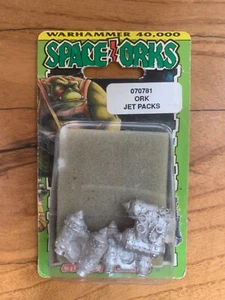 WARHAMMER 40,000
SPACE ORKS
070781
ORK
JET PACKS